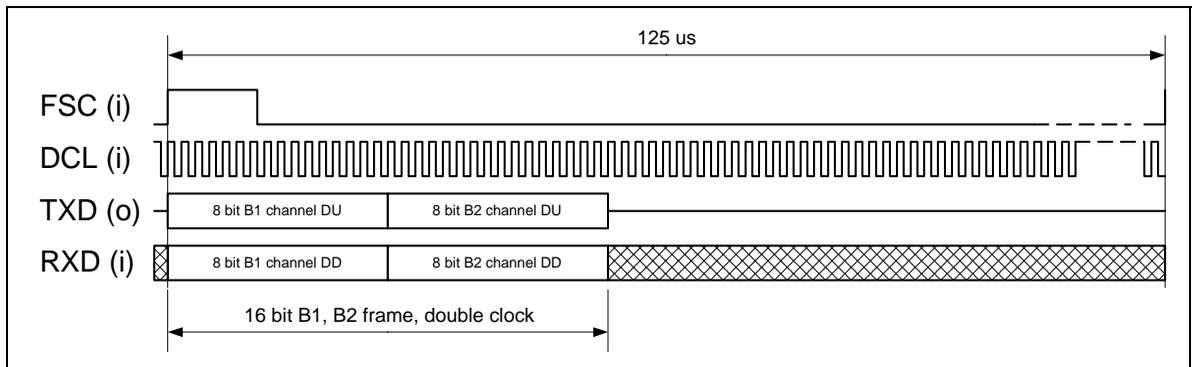 125 us
FSC (i)
DCL (i)
TXD (o)
8 bit B1 channel DU
8 bit B2 channel DU
RXD (i)
8 bit B1 channel DD
8 bit B2 channel DD
16 bit B1, B2 frame, double clock